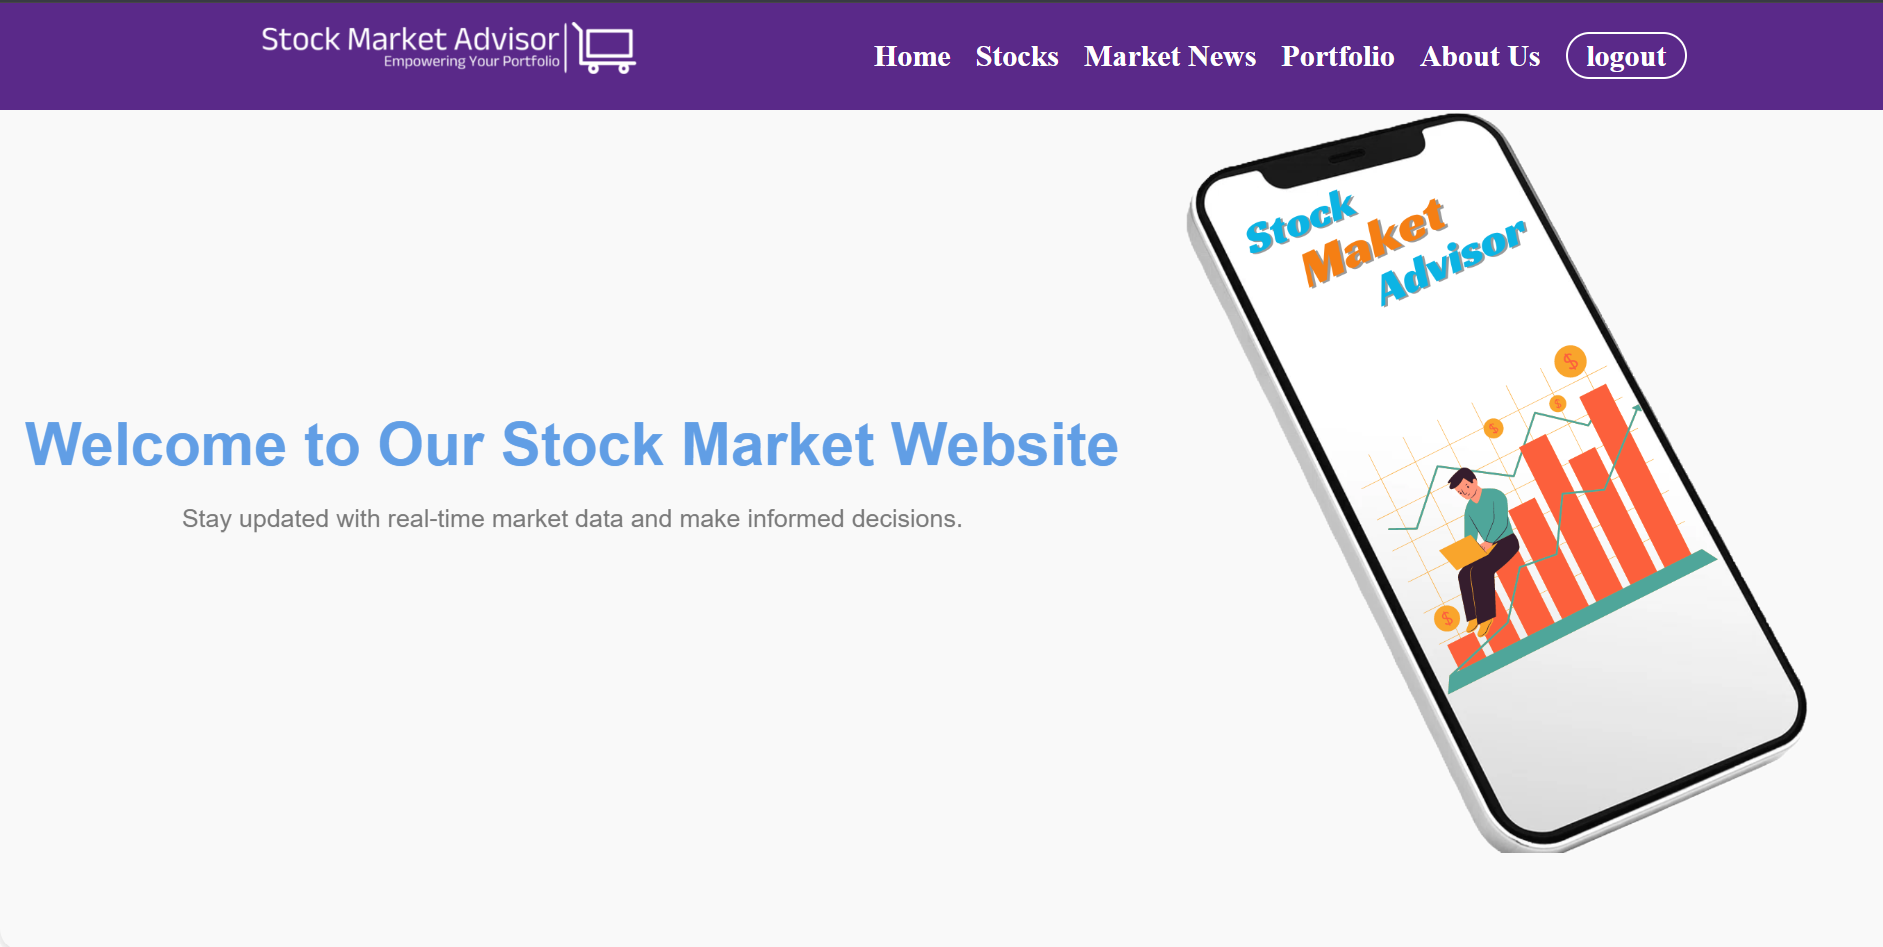 Stock Market Advisor
Empowering Your Portfolio
Home Stocks Market News Portfolio About Us logout
Stock
Maket
Advisor
Welcome to Our Stock Market Website
Stay updated with real-time market data and make informed decisions.
$
$
$
$